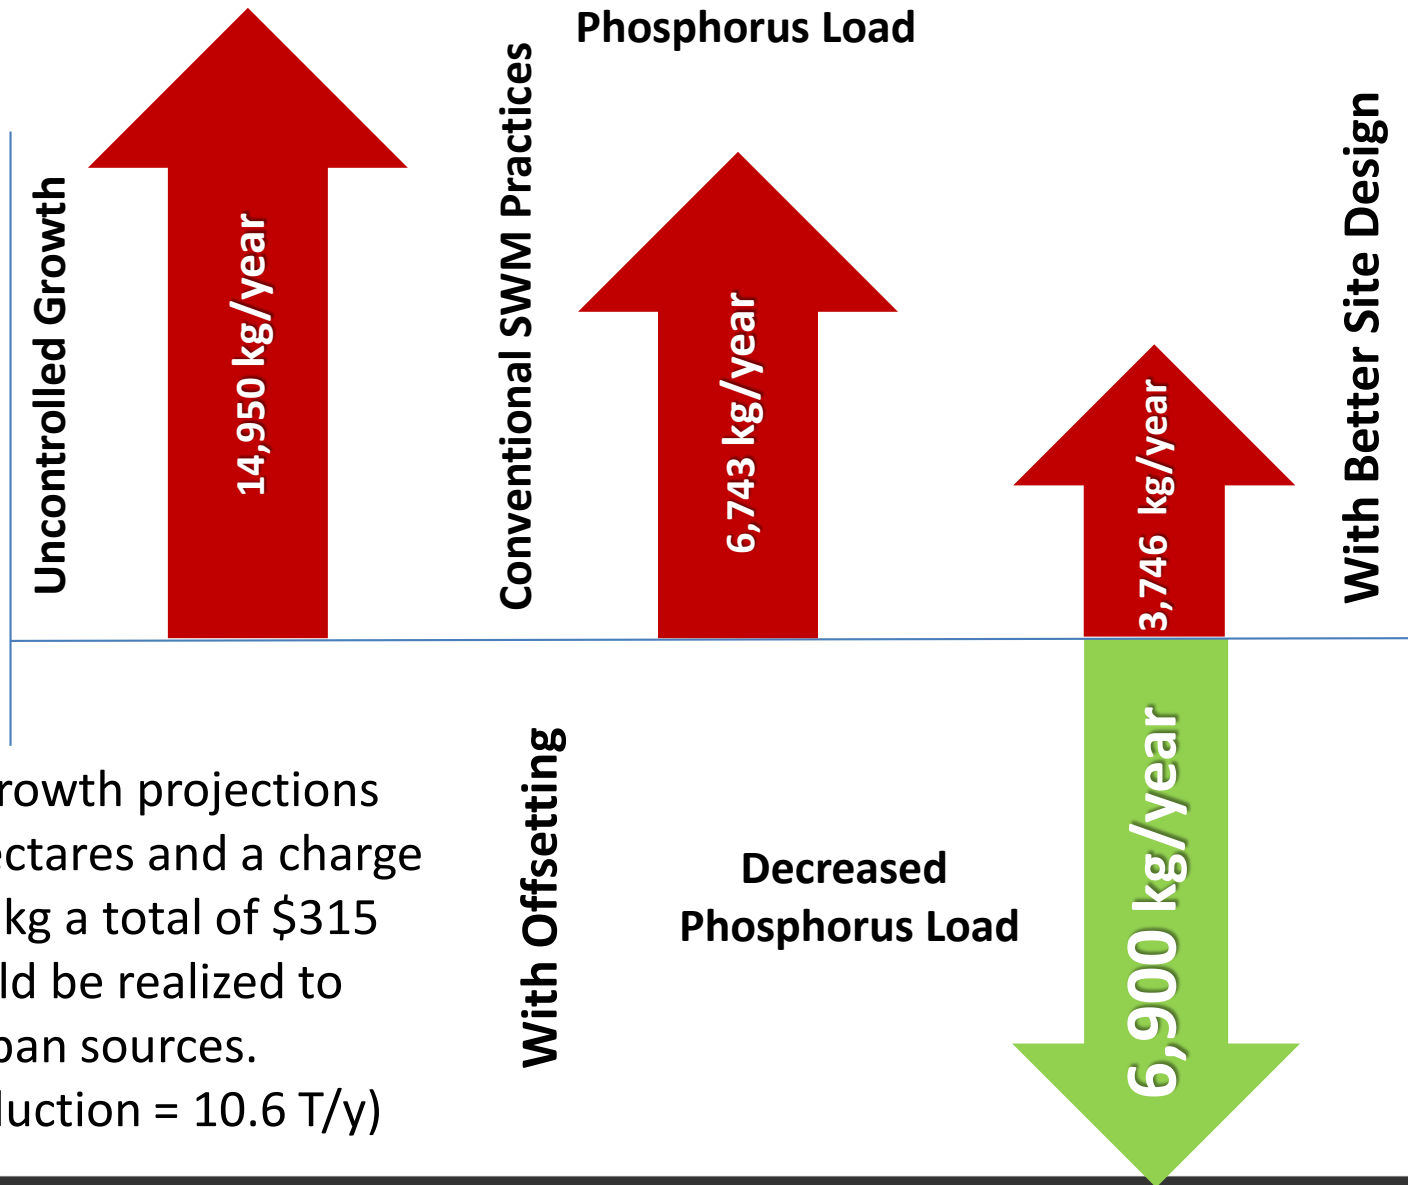 Phosphorus Load
Uncontrolled Growth
14,950 kg/year
Conventional SWM Practices
6,743 kg/year
3,746 kg/year
With Better Site Design
rowth projections
ectares and a charge
kg a total of $315
ld be realized to
ban sources.
luction = 10.6 T/y)
With Offsetting
Decreased
Phosphorus Load
6,900 kg/year